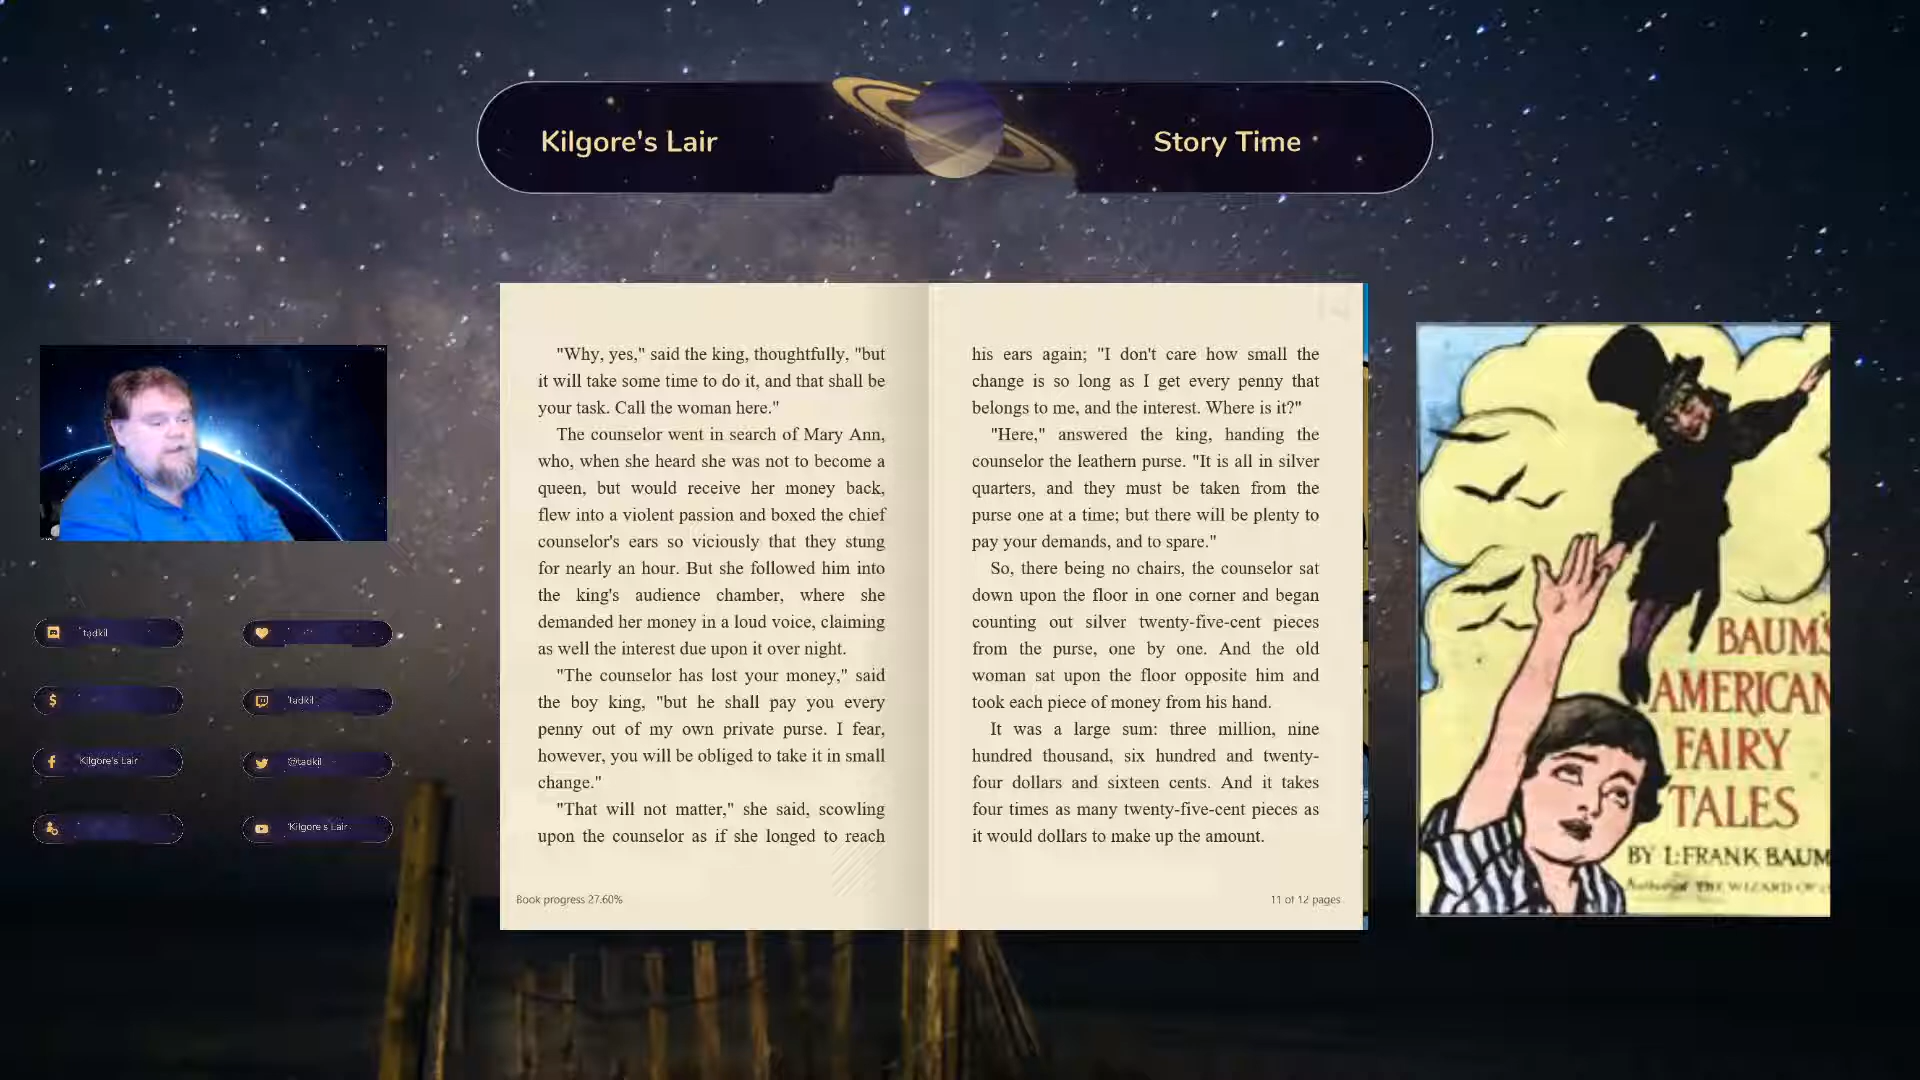 Kilgore's Lair
Story Time
"Why, yes," said the king, thoughtfully, "but
it will take some time to do it, and that shall be
your task. Call the woman here."
The counselor went in search of Mary Ann,
who, when she heard she was not to become a
queen, but would receive her money back,
flew into a violent passion and boxed the chief
counselor's ears so viciously that they stung
for nearly an hour. But she followed him into
the king's audience chamber, where she
demanded her money in a loud voice, claiming
as well the interest due upon it over night.
"The counselor has lost your money," said
the boy king, "but he shall pay you every
penny out of my own private purse. I fear,
however, you will be obliged to take it in small
change."
"That will not matter," she said, scowling
upon the counselor as if she longed to reach
Book progress 27.60%
his ears again; "I don't care how small the
change is so long as I get every penny that
belongs to me, and the interest. Where is it?"
"Here," answered the king, handing the
counselor the leathern purse. "It is all in silver
quarters, and they must be taken from the
purse one at a time; but there will be plenty to
pay your demands, and to spare."
So, there being no chairs, the counselor sat
down upon the floor in one corner and began
counting out silver twenty-five-cent pieces
from the purse, one by one. And the old
woman sat upon the floor opposite him and
took each piece of money from his hand.
It was a large sum: three million, nine
hundred thousand, six hundred and twenty-
four dollars and sixteen cents. And it takes
four times as many twenty-five-cent pieces as
it would dollars to make up the amount.
11 of 12 pages
tadkil
$
tadkil
Kilgore's Lair
@tadkil
Kilgore's Lair
BAUM'S
AMERICAN
FAIRY
TALES
BY L. FRANK BAUM
THE WIZARD OF